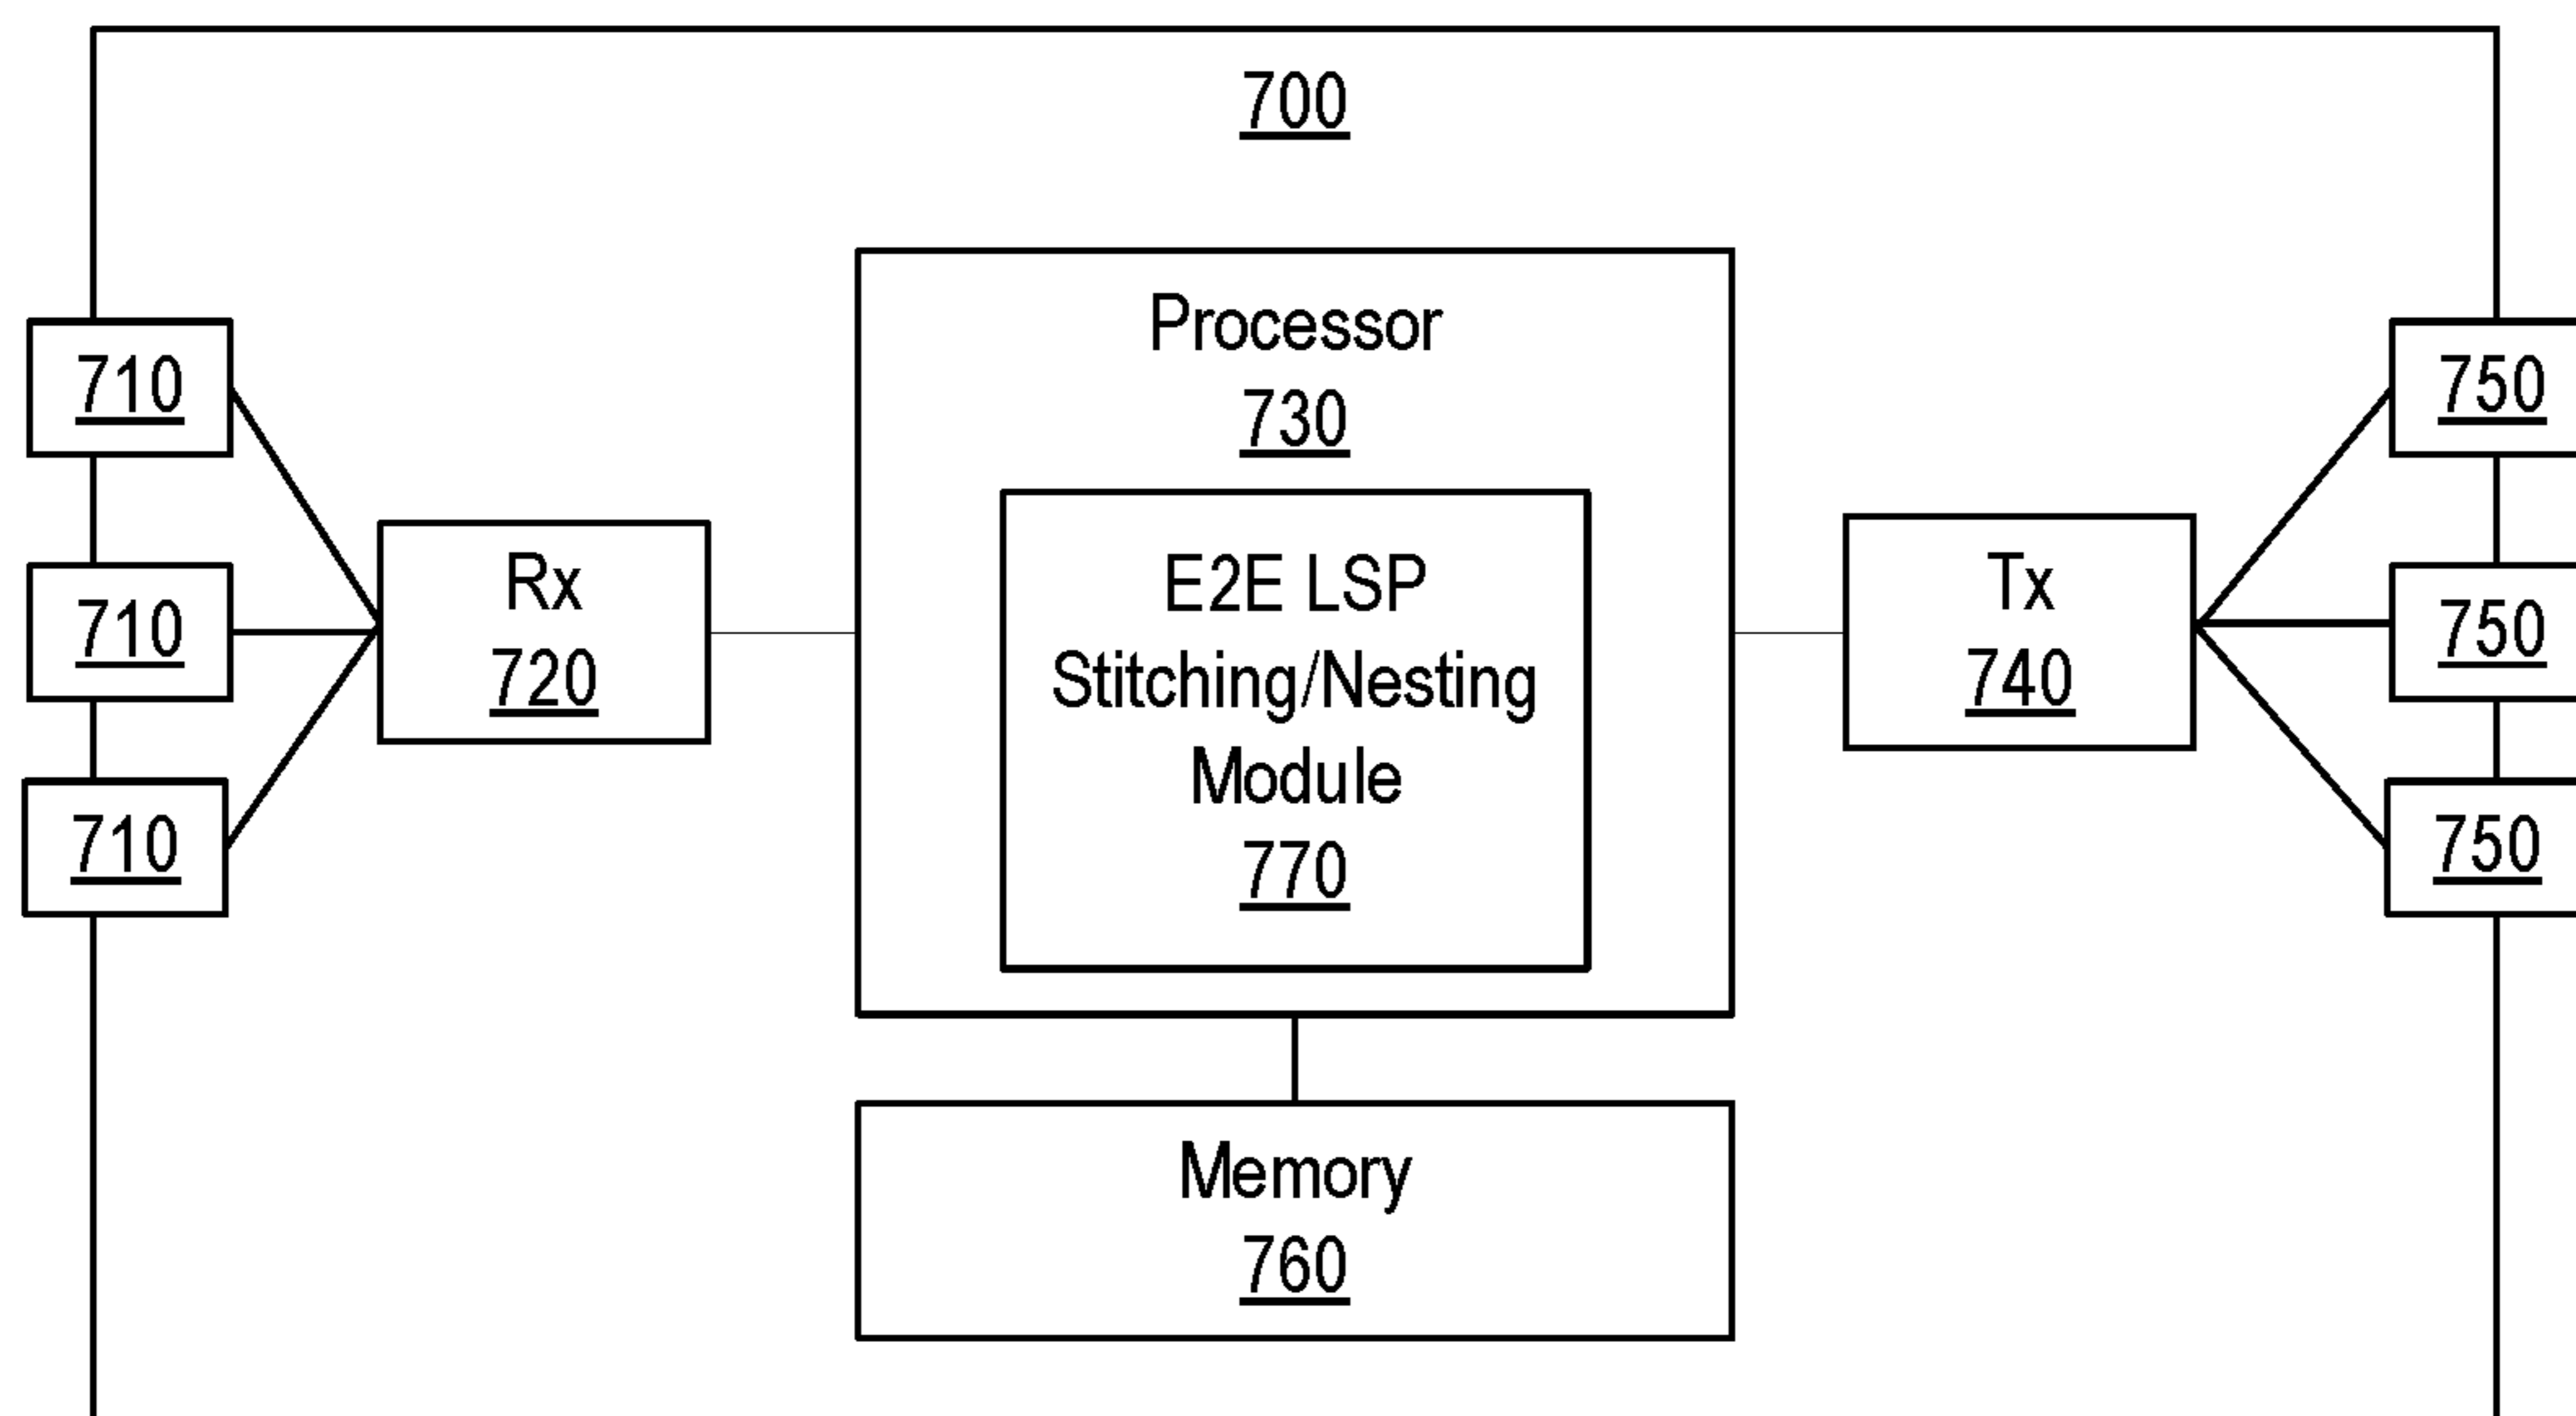 700
710
710
710
Rx
720
Processor
730
E2E LSP
Stitching/Nesting
Module
770
Tx
740
750
750
750
Memory
760